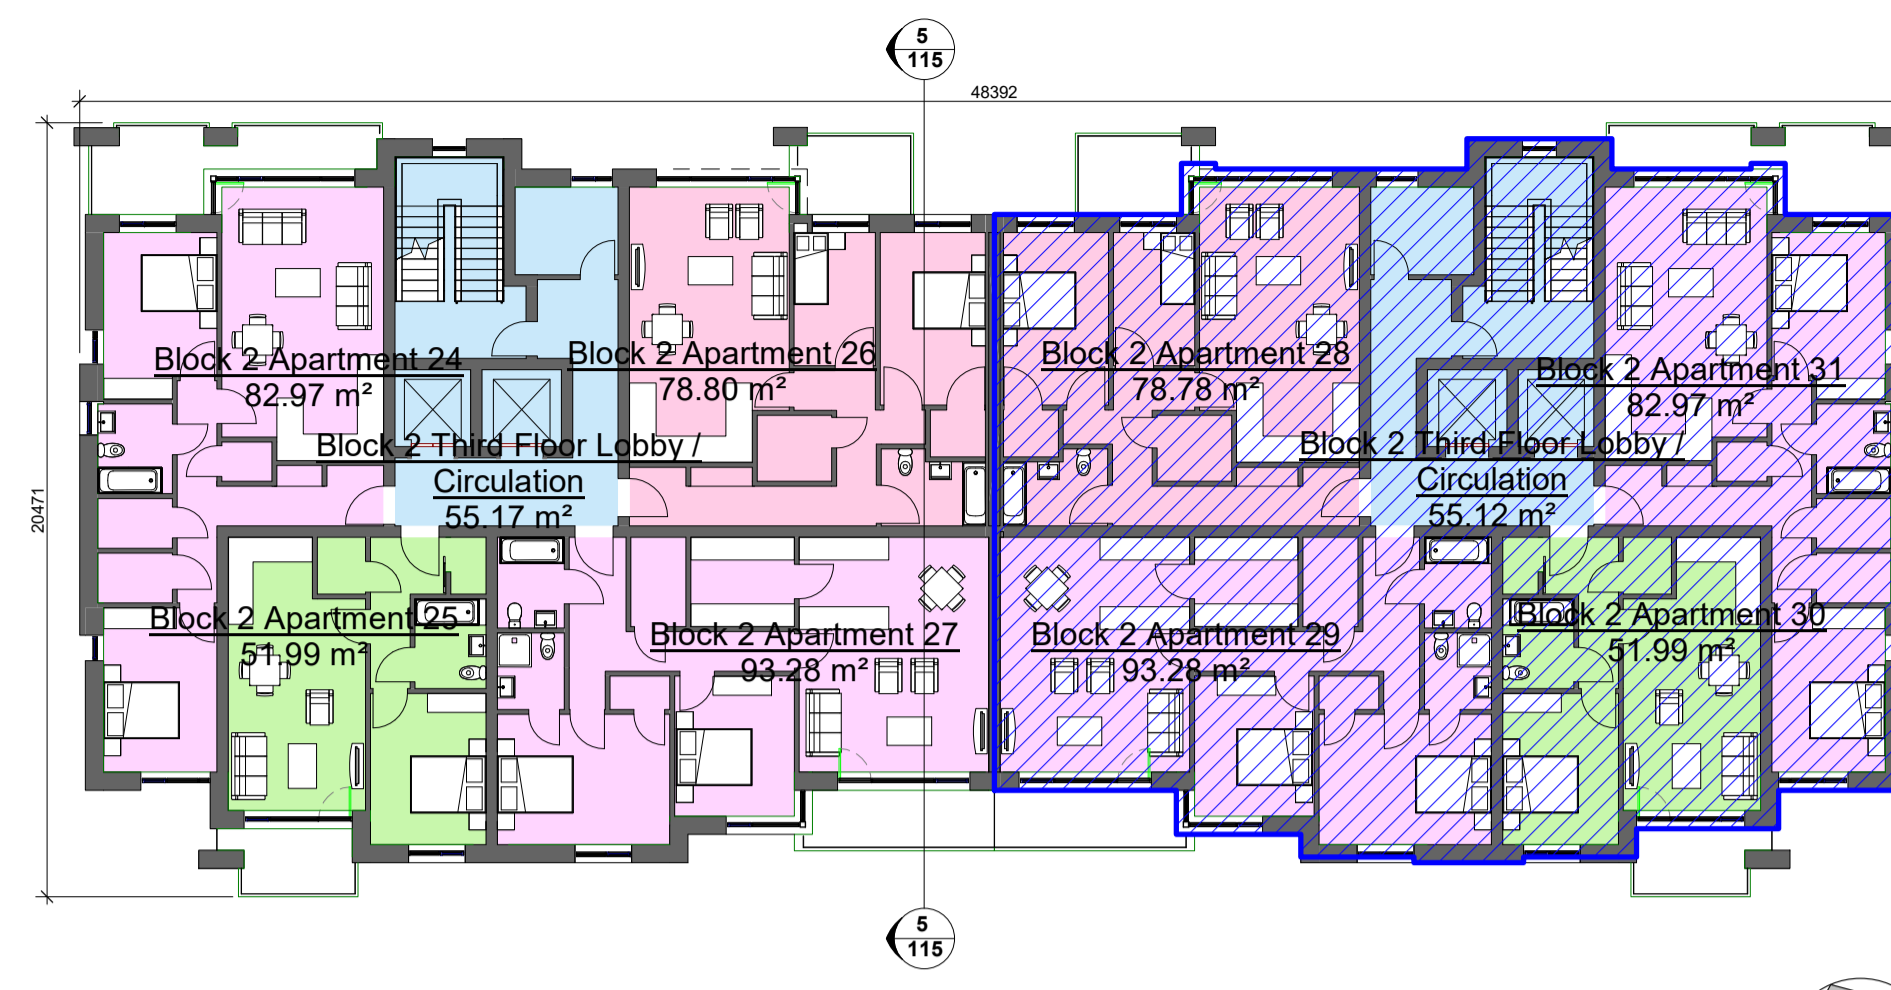 5
115
48392
20471
Block 2 Apartment 24
82.97 m²
Block 2 Apartment 26
78.80 m²
Block 2 Apartment 28
78.78 m²
Block 2 Apartment 31
82.97 m²
Block 2 Third Floor Lobby /
Circulation
55.17 m²
Block 2 Third Floor Lobby /
Circulation
55.12 m²
Block 2 Apartment 25
51.99 m²
Block 2 Apartment 27
93.28 m²
Block 2 Apartment 29
93.28 m²
Block 2 Apartment 30
51.99 m²
5
115